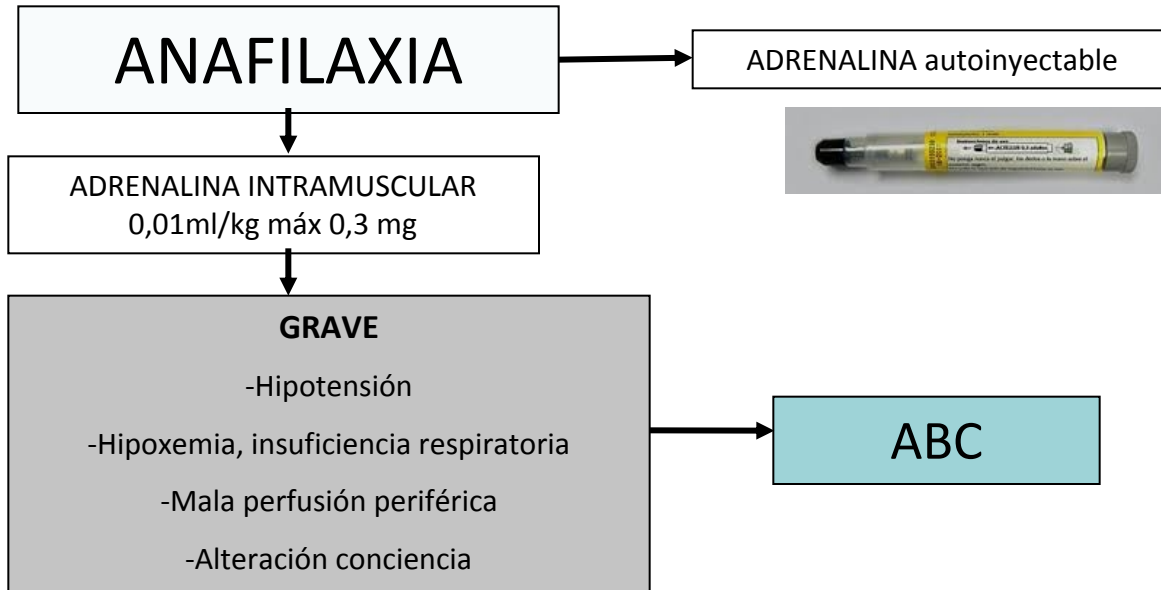 ANAFILAXIA
ADRENALINA autoinyectable
ADRENALINA INTRAMUSCULAR
0,01ml/kg máx 0,3 mg
GRAVE
-Hipotensión
-Hipoxemia, insuficiencia respiratoria
-Mala perfusión periférica
-Alteración conciencia
ABC